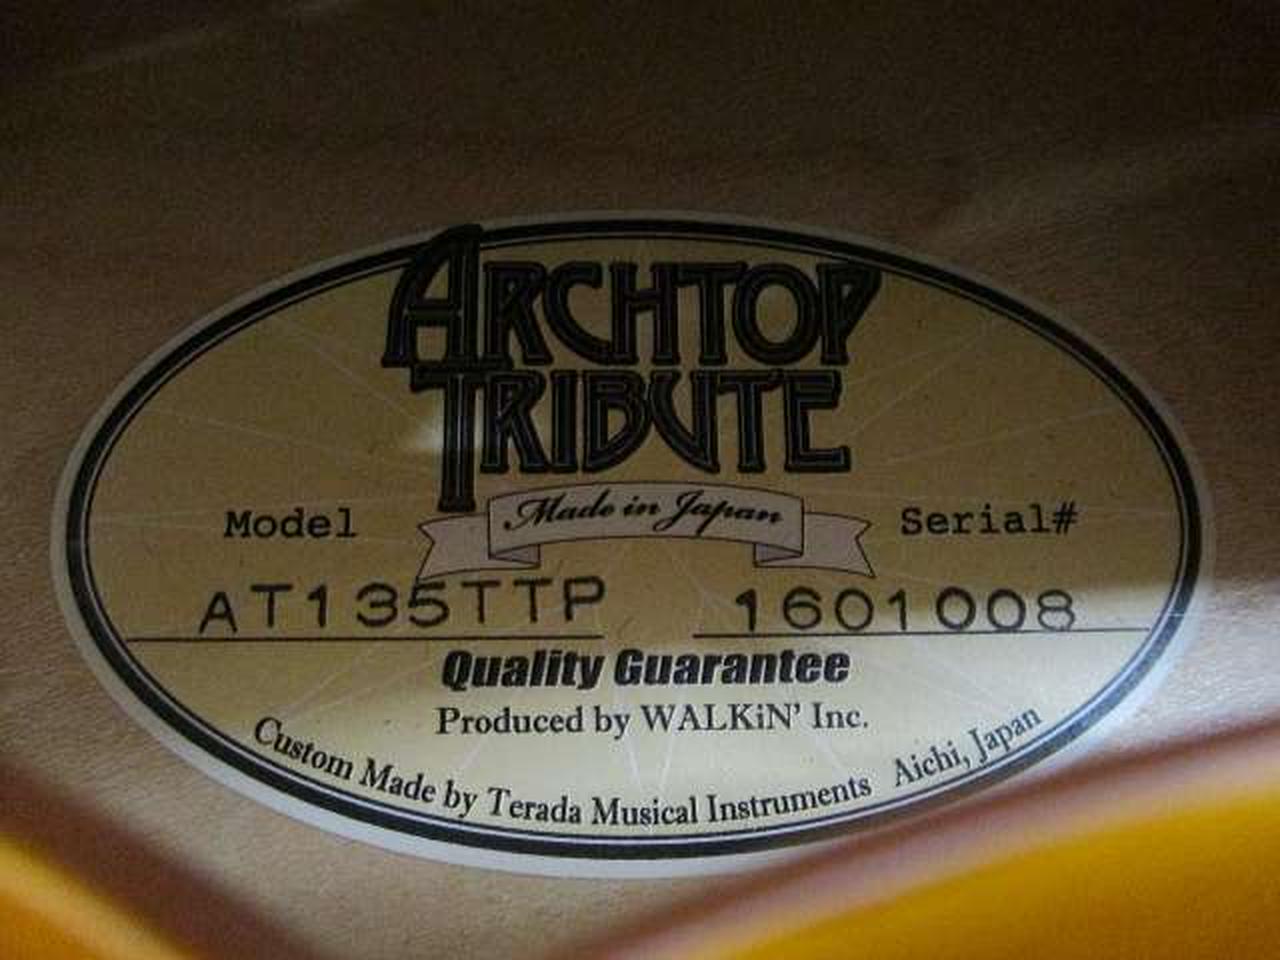 ARCHTOP
TRIBUTE
Made in Japan
Model
Serial#
AT135TTP
1601008
Quality Guarantee
Produced by WALKiN' Inc.
Custom Made by Terada Musical Instruments Aichi, Japan